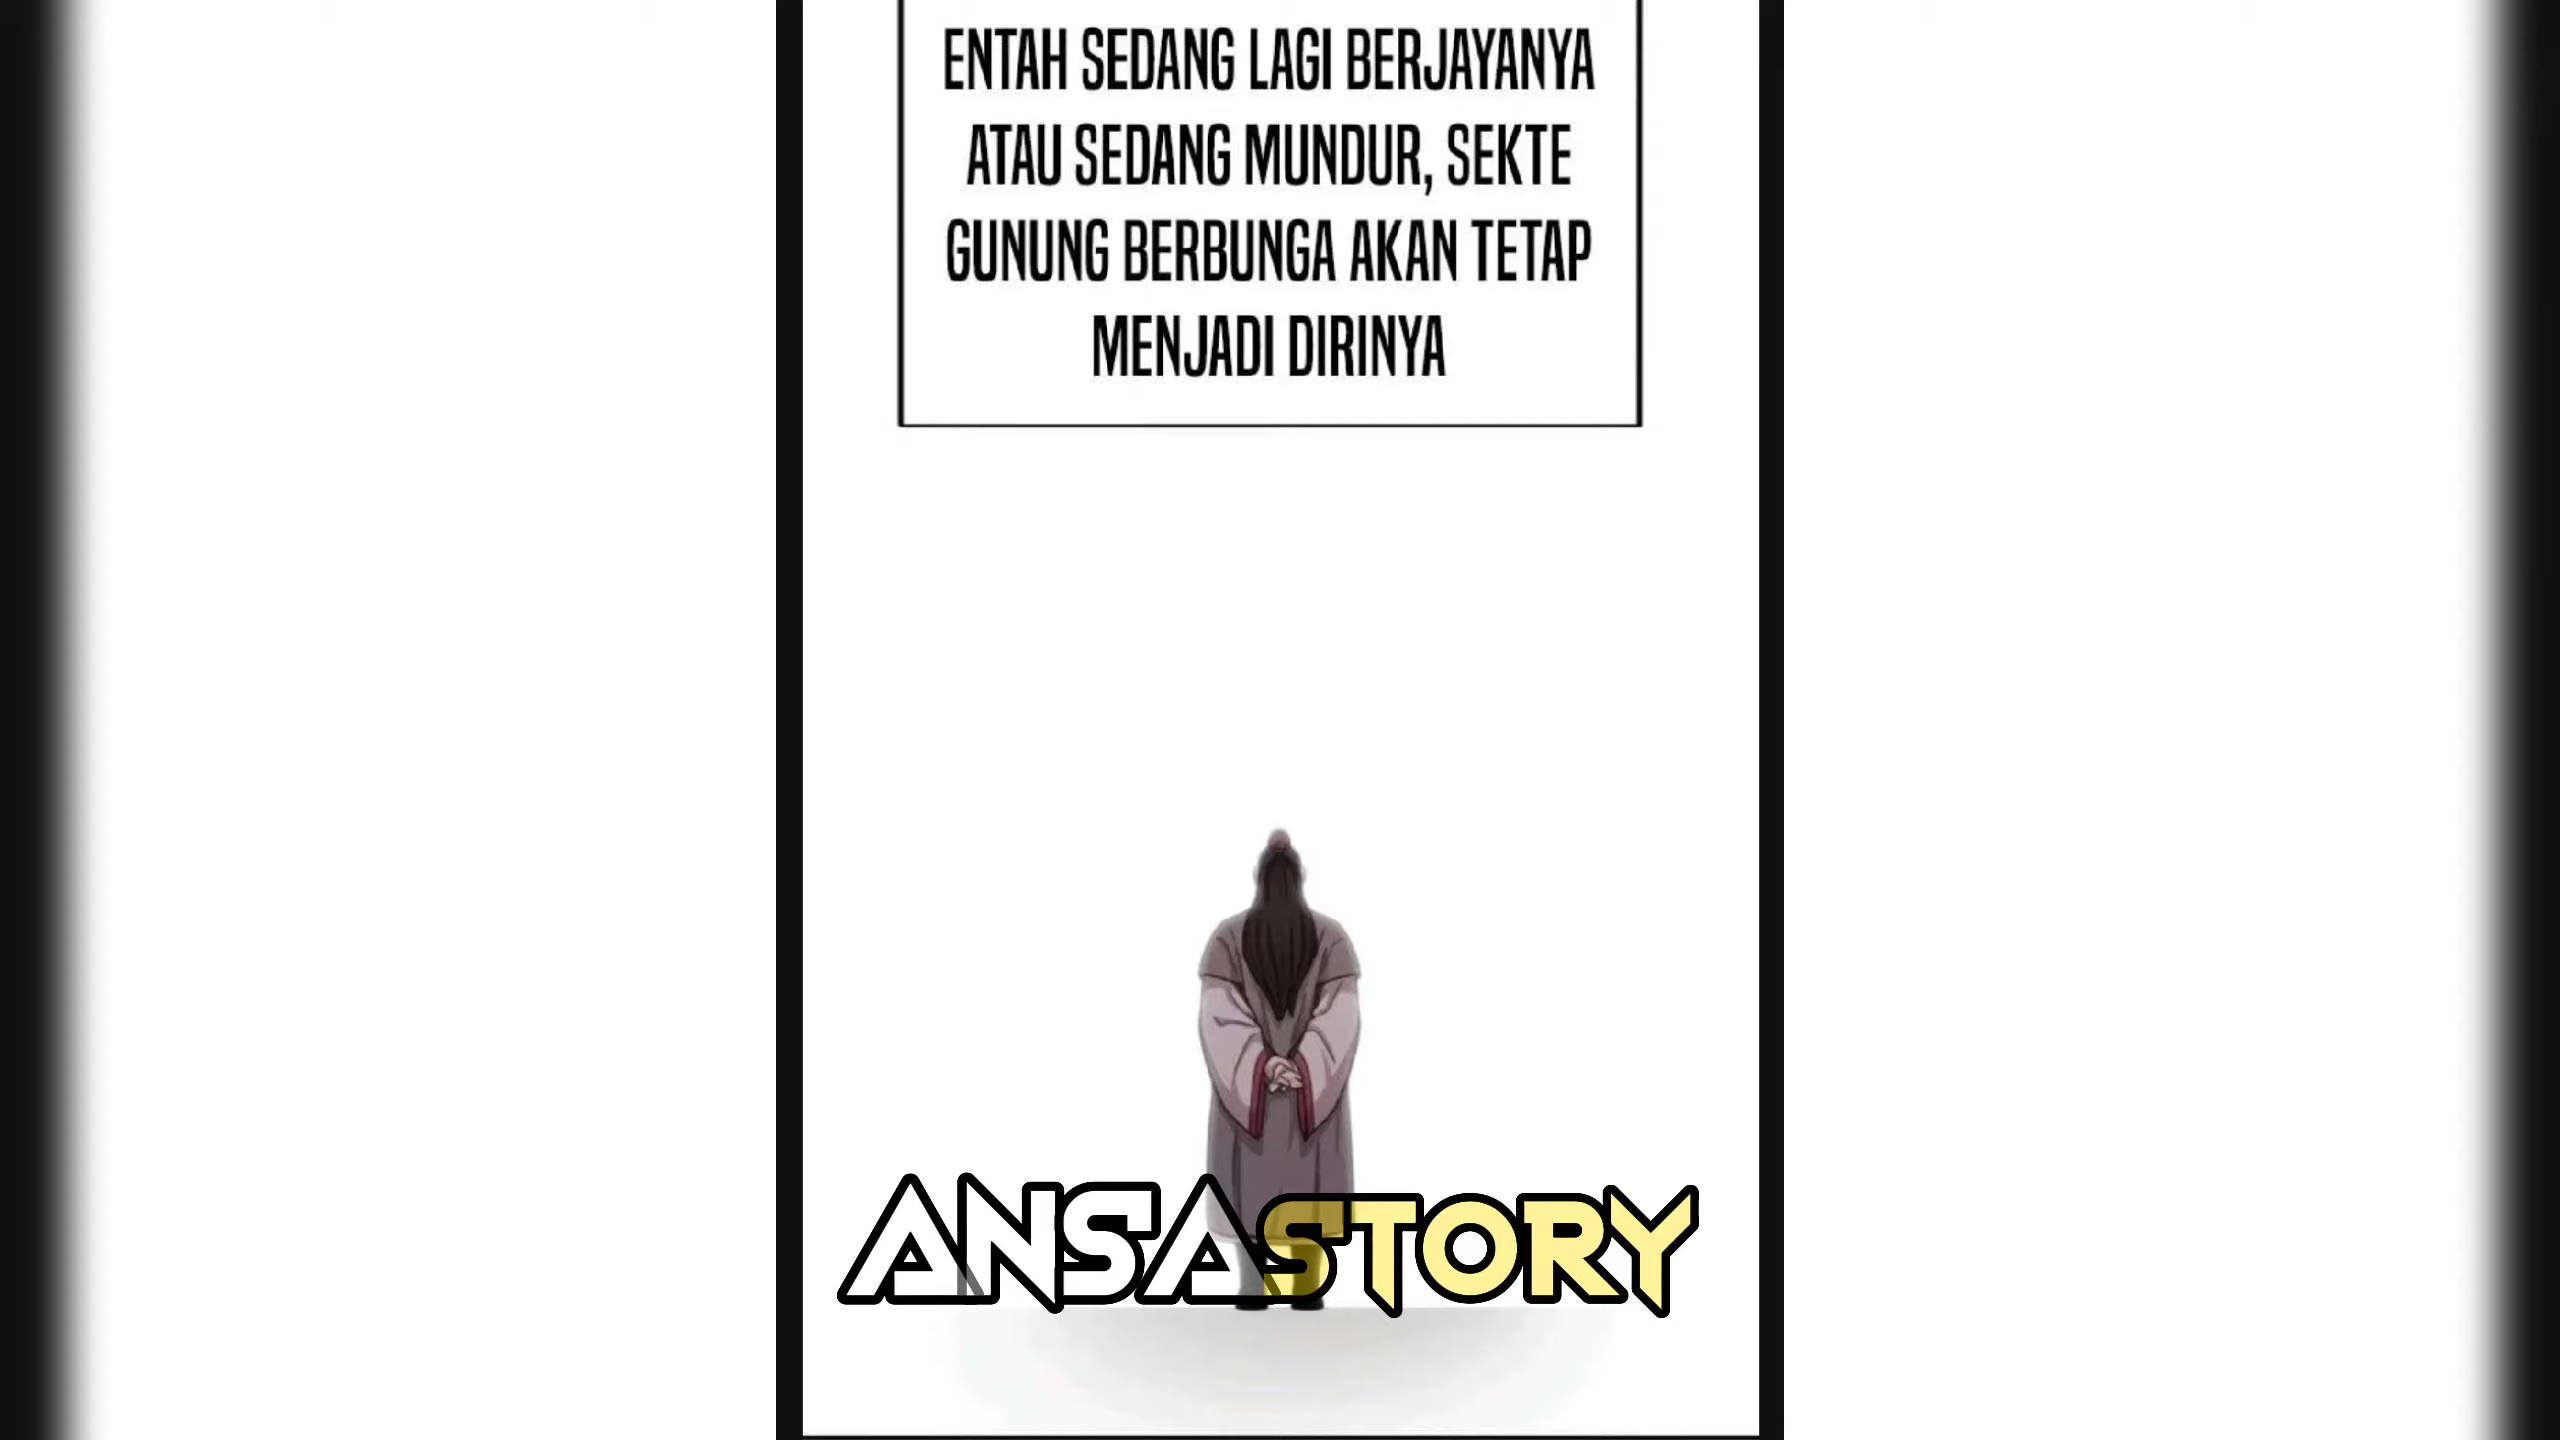 ENTAH SEDANG LAGI BERJAYANYA
ATAU SEDANG MUNDUR, SEKTE
GUNUNG BERBUNGA AKAN TETAP
MENJADI DIRINYA
ANSASTORY